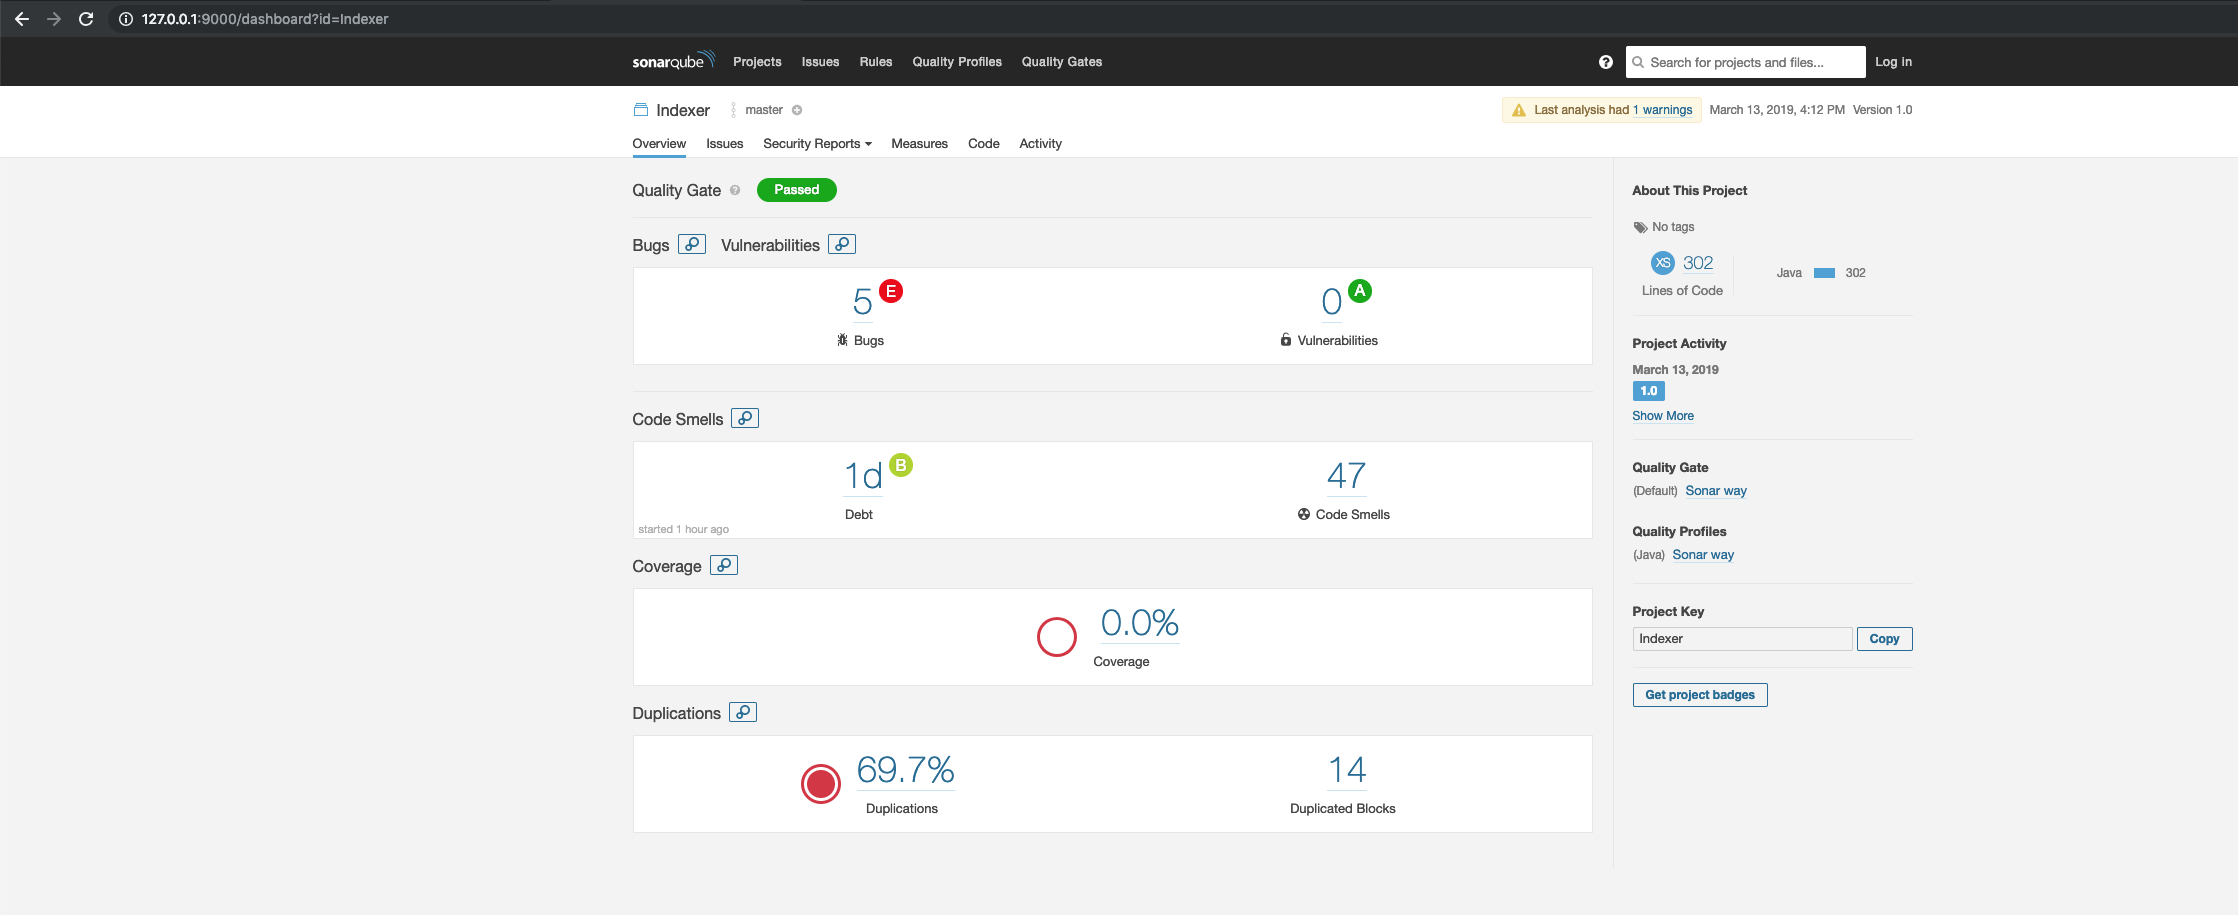 127.0.0.1:9000/dashboard?id=Indexer
sonarqube Projects Issues Rules Quality Profiles Quality Gates ? Search for projects and files... Log in
Indexer master Last analysis had 1 warnings March 13, 2019, 4:12 PM Version 1.0
Overview Issues Security Reports Measures Code Activity
Quality Gate ? Passed
Bugs Vulnerabilities
5 E 0 A
Bugs Vulnerabilities
Code Smells
1d B 47
Debt Code Smells
started 1 hour ago
Coverage
0.0%
Coverage
Duplications
69.7% 14
Duplications Duplicated Blocks
About This Project
No tags
XS 302 Java 302
Lines of Code
Project Activity
March 13, 2019
1.0
Show More
Quality Gate
(Default) Sonar way
Quality Profiles
(Java) Sonar way
Project Key
Indexer Copy
Get project badges